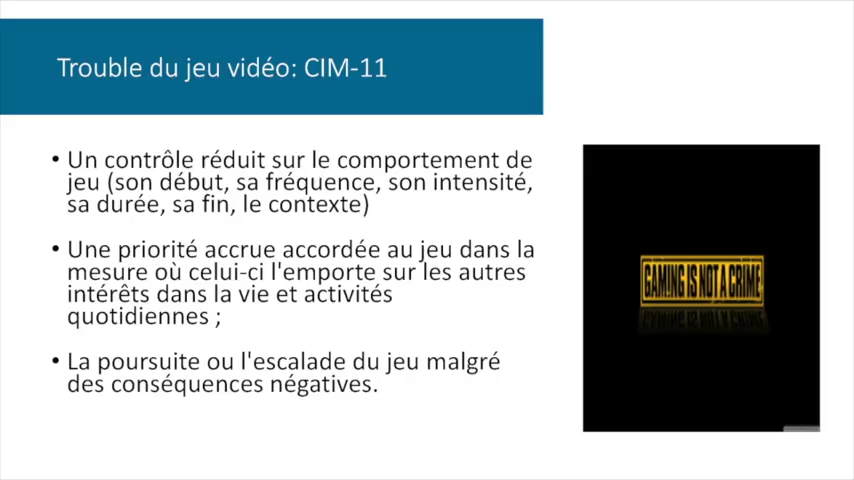 Trouble du jeu vidéo: CIM-11
• Un contrôle réduit sur le comportement de
jeu (son début, sa fréquence, son intensité,
sa durée, sa fin, le contexte)
• Une priorité accrue accordée au jeu dans la
mesure où celui-ci l'emporte sur les autres
intérêts dans la vie et activités
quotidiennes ;
• La poursuite ou l'escalade du jeu malgré
des conséquences négatives.
GAMING IS NOT A CRIME